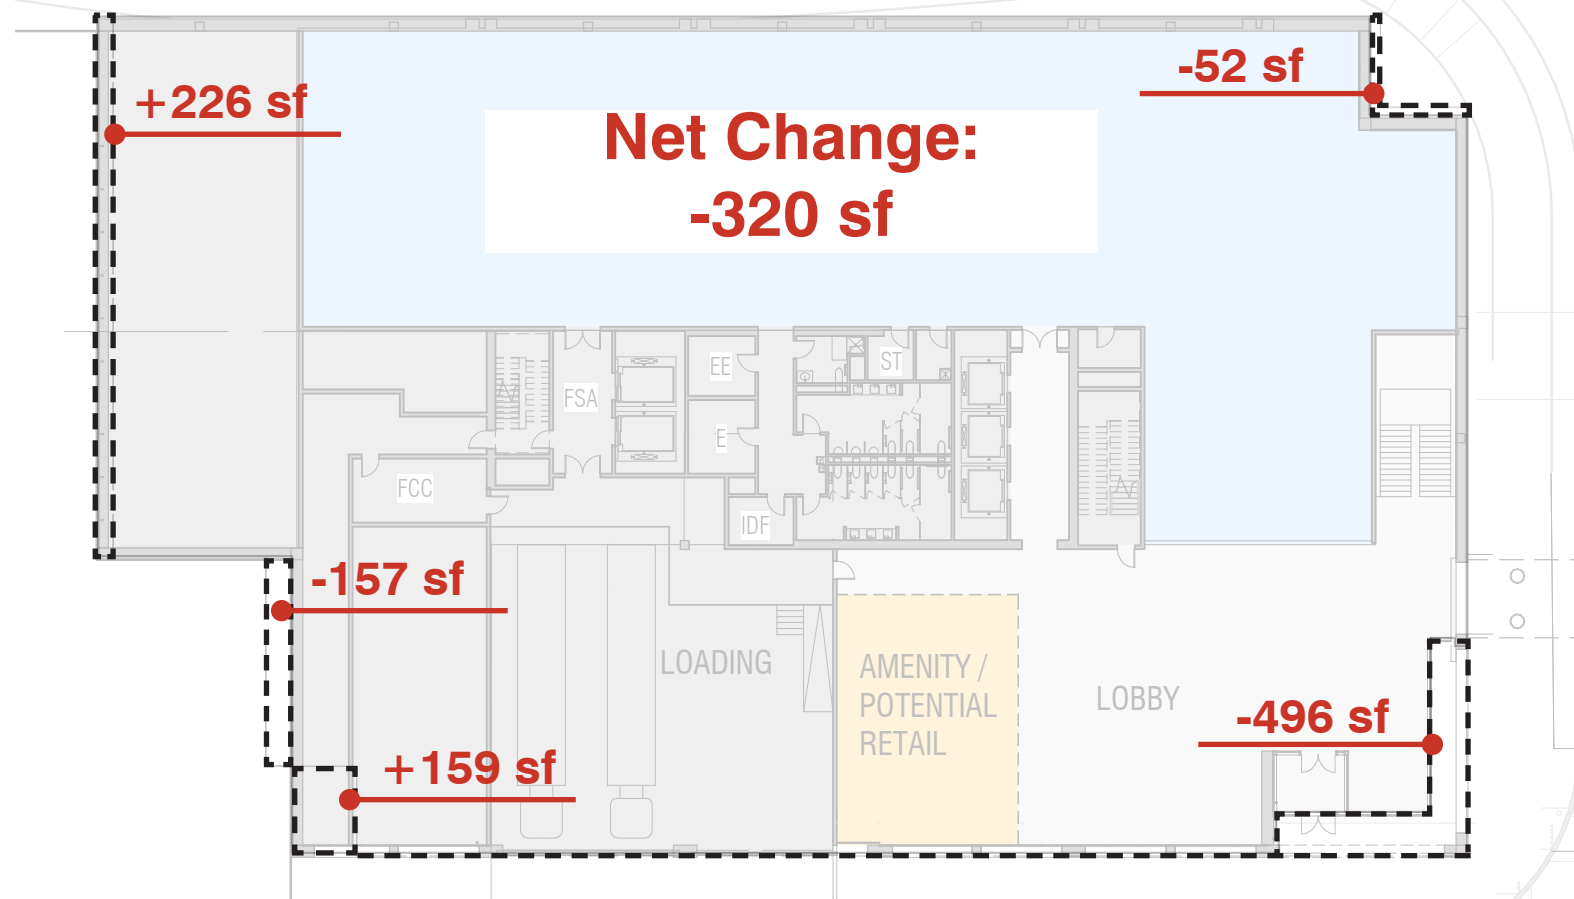 -52 sf
+226 sf
Net Change:
-320 sf
EE
ST
FSA
E
FCC
IDF
-157 sf
LOADING
AMENITY /
POTENTIAL
RETAIL
LOBBY
-496 sf
+159 sf